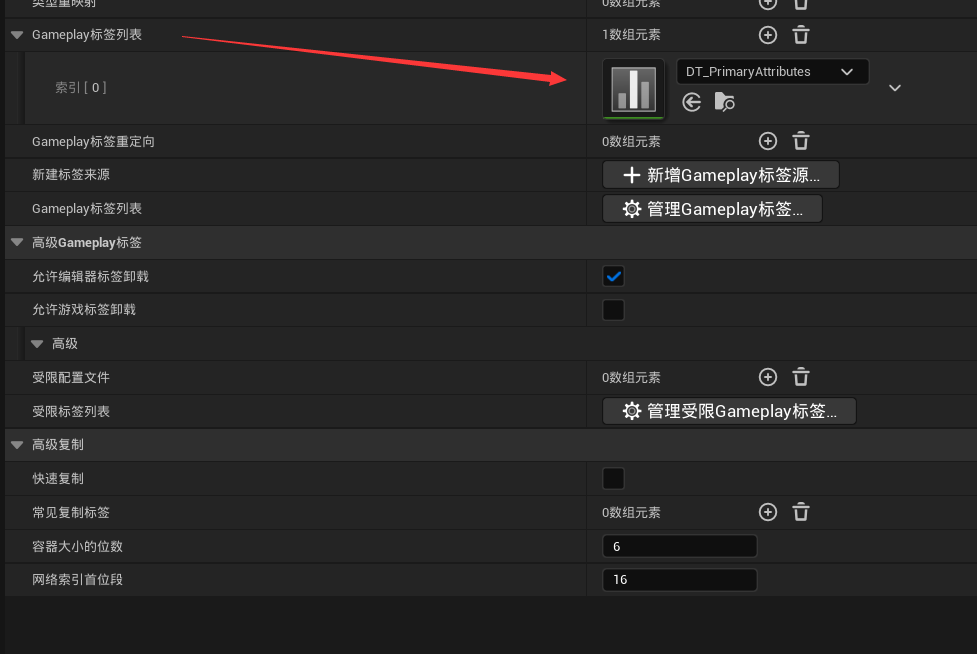 类型重映射 0数组元素
Gameplay标签列表 1数组元素
索引 [ 0 ] DT_PrimaryAttributes
Gameplay标签重定向 0数组元素
新建标签来源 新增Gameplay标签源...
Gameplay标签列表 管理Gameplay标签...
高级Gameplay标签
允许编辑器标签卸载
允许游戏标签卸载
高级
受限配置文件 0数组元素
受限标签列表 管理受限Gameplay标签...
高级复制
快速复制
常见复制标签 0数组元素
容器大小的位数 6
网络索引首位段 16